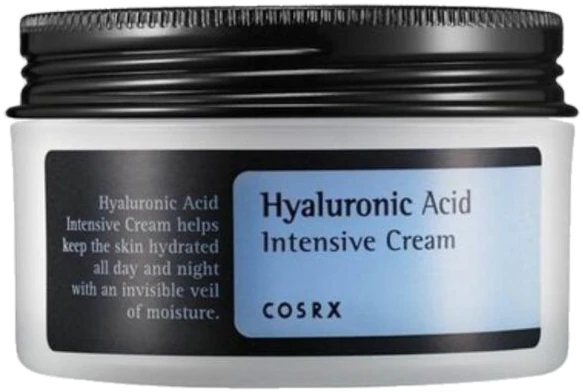 Hyaluronic Acid
Intensive Cream helps
keep the skin hydrated
all day and night
with an invisible veil
of moisture.
Hyaluronic Acid
Intensive Cream
COSRX